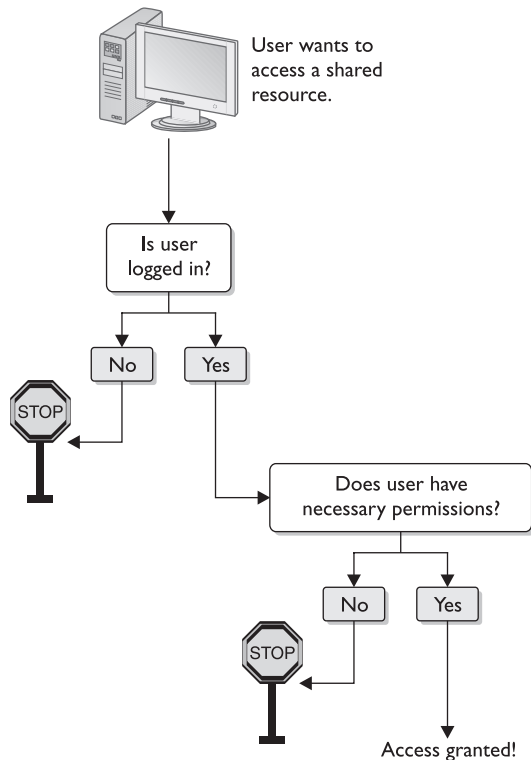 User wants to
access a shared
resource.
Is user
logged in?
No
Yes
STOP
Does user have
necessary permissions?
No
Yes
STOP
Access granted!